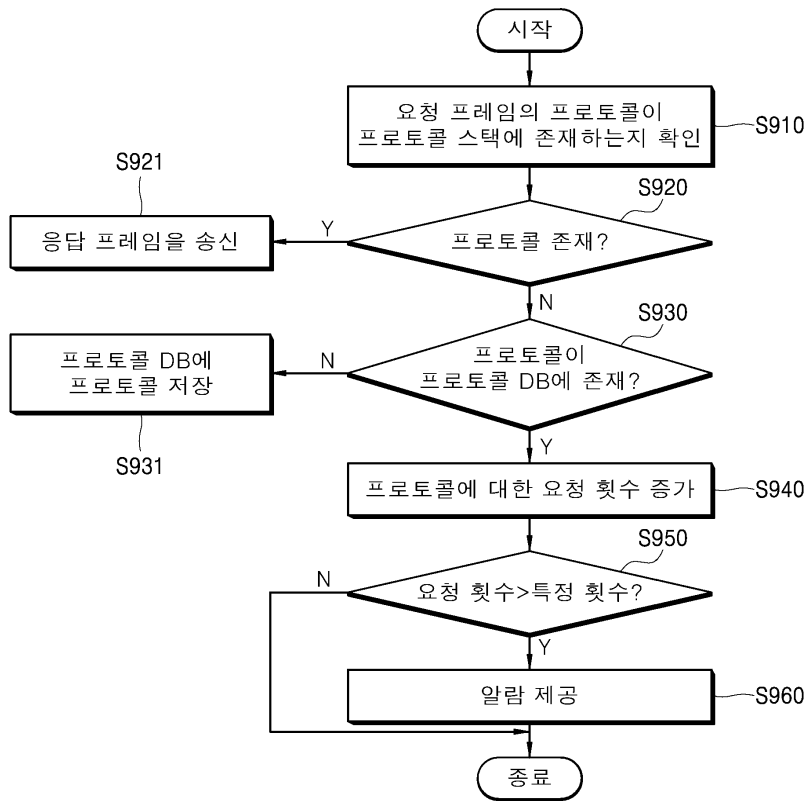 시작
요청 프레임의 프로토콜이
프로토콜 스택에 존재하는지 확인
S910
S921
S920
응답 프레임을 송신
Y
프로토콜 존재?
N
S930
프로토콜 DB에
프로토콜 저장
N
프로토콜이
프로토콜 DB에 존재?
S931
Y
프로토콜에 대한 요청 횟수 증가
S940
S950
N
요청 횟수>특정 횟수?
Y
알람 제공
S960
종료